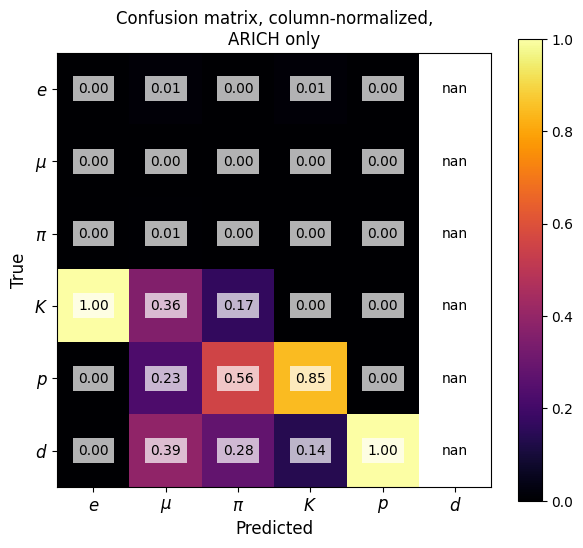 Confusion matrix, column-normalized,
ARICH only
e 0.00 0.01 0.00 0.01 0.00 nan
μ 0.00 0.00 0.00 0.00 0.00 nan
π 0.00 0.01 0.00 0.00 0.00 nan
K 1.00 0.36 0.17 0.00 0.00 nan
p 0.00 0.23 0.56 0.85 0.00 nan
d 0.00 0.39 0.28 0.14 1.00 nan
e μ π K p d
Predicted
True
1.0
0.8
0.6
0.4
0.2
0.0